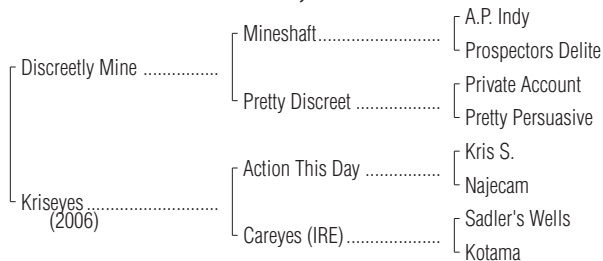 A.P. Indy
Mineshaft........................
Prospectors Delite
Discreetly Mine ...............
Private Account
Pretty Discreet .................
Pretty Persuasive
Kris S.
Action This Day ...............
Najecam
Kriseyes..........................
(2006)
Sadler's Wells
Careyes (IRE)...................
Kotama